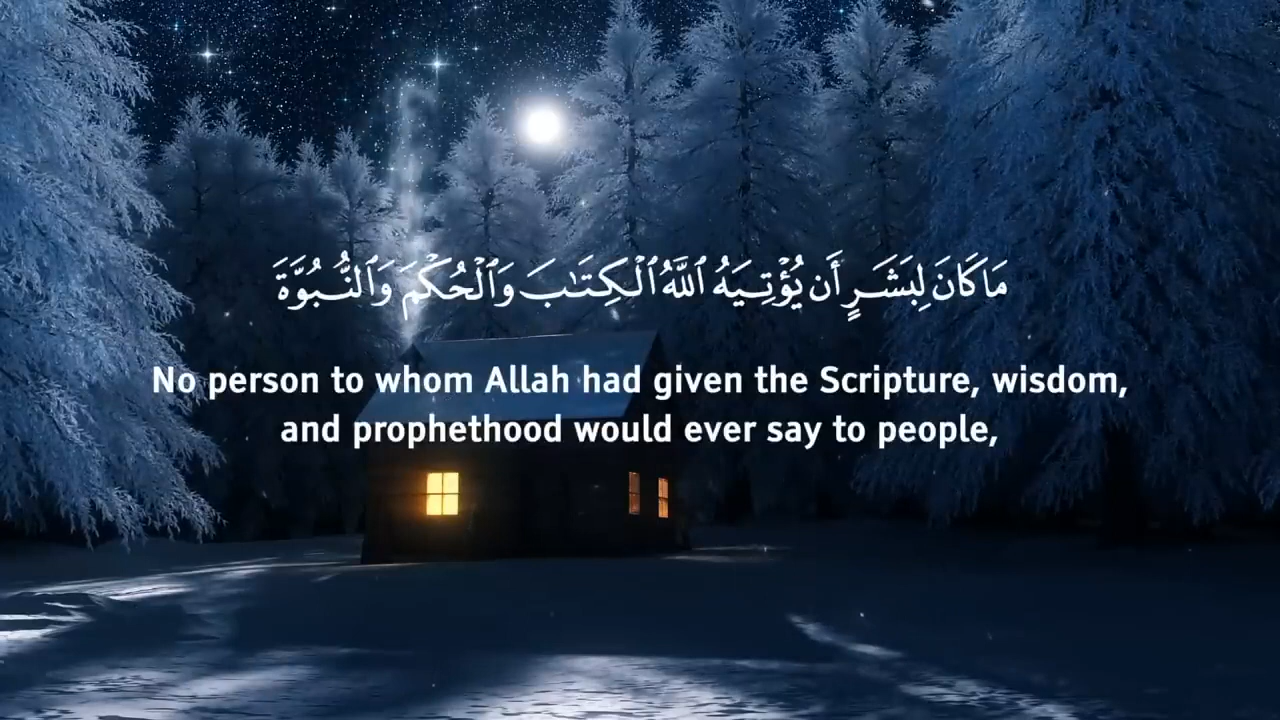 مَا كَانَ لِبَشَرٍ أَن يُؤْتِيَهُ ٱللَّهُ ٱلْكِتَـٰبَ وَٱلْحُكْمَ وَٱلنُّبُوَّةَ
No person to whom Allah had given the Scripture, wisdom,
and prophethood would ever say to people,